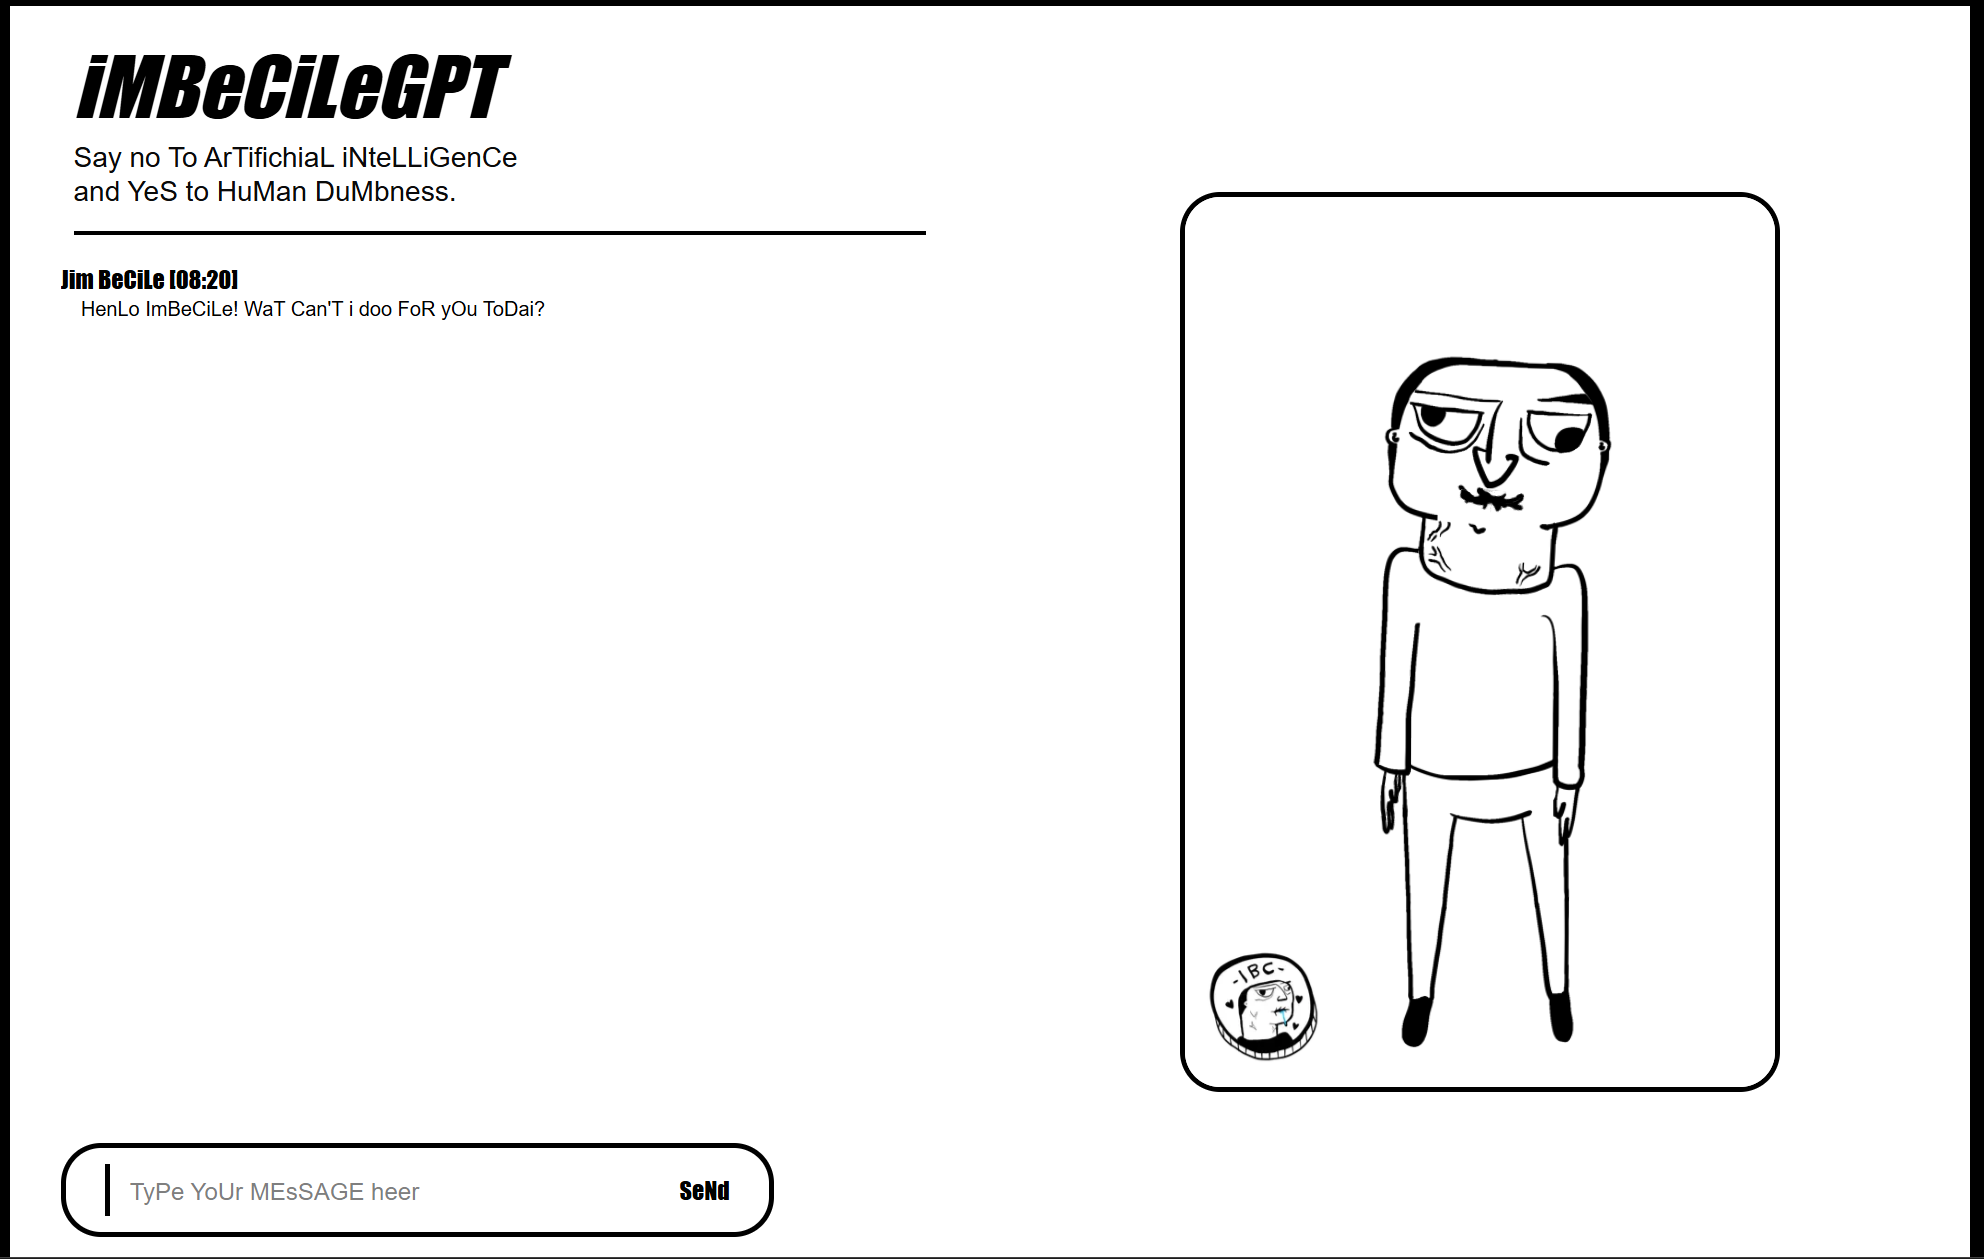 iMBeCiLeGPT
Say no To ArTifichiaL iNteLLiGenCe
and YeS to HuMan DuMbness.
Jim BeCiLe [08:20]
HenLo ImBeCiLe! WaT Can'T i doo FoR yOu ToDai?
-IBC-
TyPe YoUr MEsSAGE heer
SeNd